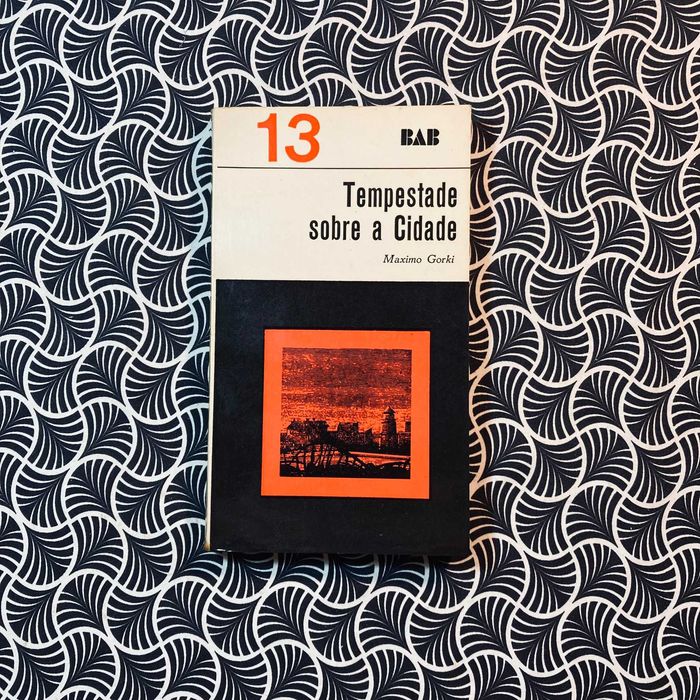 13 BAB
Tempestade
sobre a Cidade
Maximo Gorki